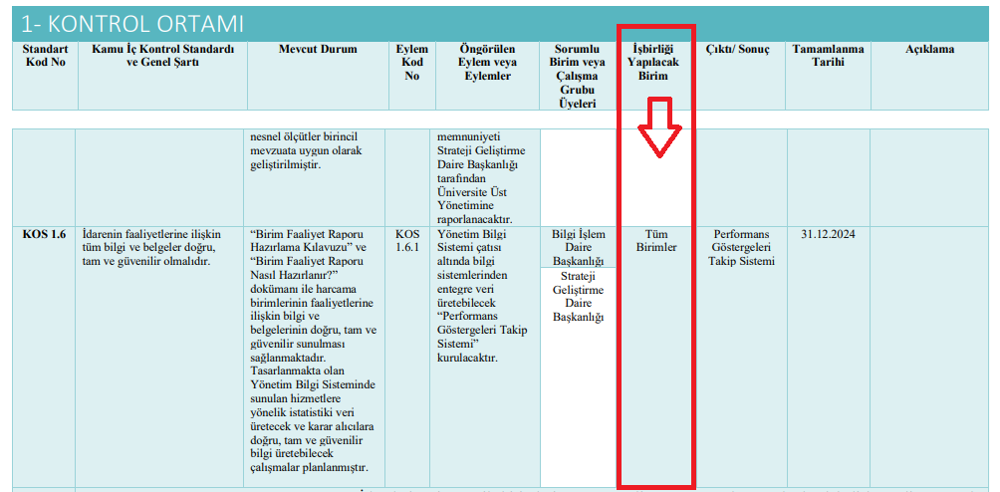 1- KONTROL ORTAMI
Standart
Kod No
Kamu İç Kontrol Standardı
ve Genel Şartı
Mevcut Durum
Eylem
Kod
No
Öngörülen
Eylem veya
Eylemler
Sorumlu
Birim veya
Çalışma
Grubu
Üyeleri
İşbirliği
Yapılacak
Birim
Çıktı/ Sonuç
Tamamlanma
Tarihi
Açıklama
nesnel ölçütler birincil
mevzuata uygun olarak
geliştirilmiştir.
memnuniyeti
Strateji Geliştirme
Daire Başkanlığı
tarafından
Üniversite Üst
Yönetimine
raporlanacaktır.
KOS 1.6
İdarenin faaliyetlerine ilişkin
tüm bilgi ve belgeler doğru,
tam ve güvenilir olmalıdır.
“Birim Faaliyet Raporu
Hazırlama Kılavuzu” ve
“Birim Faaliyet Raporu
Nasıl Hazırlanır?”
dokümanı ile harcama
birimlerinin faaliyetlerine
ilişkin bilgi ve
belgelerinin doğru, tam ve
güvenilir sunulması
sağlanmaktadır.
Tasarlanmakta olan
Yönetim Bilgi Sisteminde
sunulan hizmetlere
yönelik istatistiki veri
üretecek ve karar alıcılara
doğru, tam ve güvenilir
bilgi üretebilecek
çalışmalar planlanmıştır.
KOS
1.6.1
Yönetim Bilgi
Sistemi çatısı
altında bilgi
sistemlerinden
entegre veri
üretebilecek
“Performans
Göstergeleri Takip
Sistemi”
kurulacaktır.
Bilgi İşlem
Daire
Başkanlığı
Strateji
Geliştirme
Daire
Başkanlığı
Tüm
Birimler
Performans
Göstergeleri
Takip Sistemi
31.12.2024